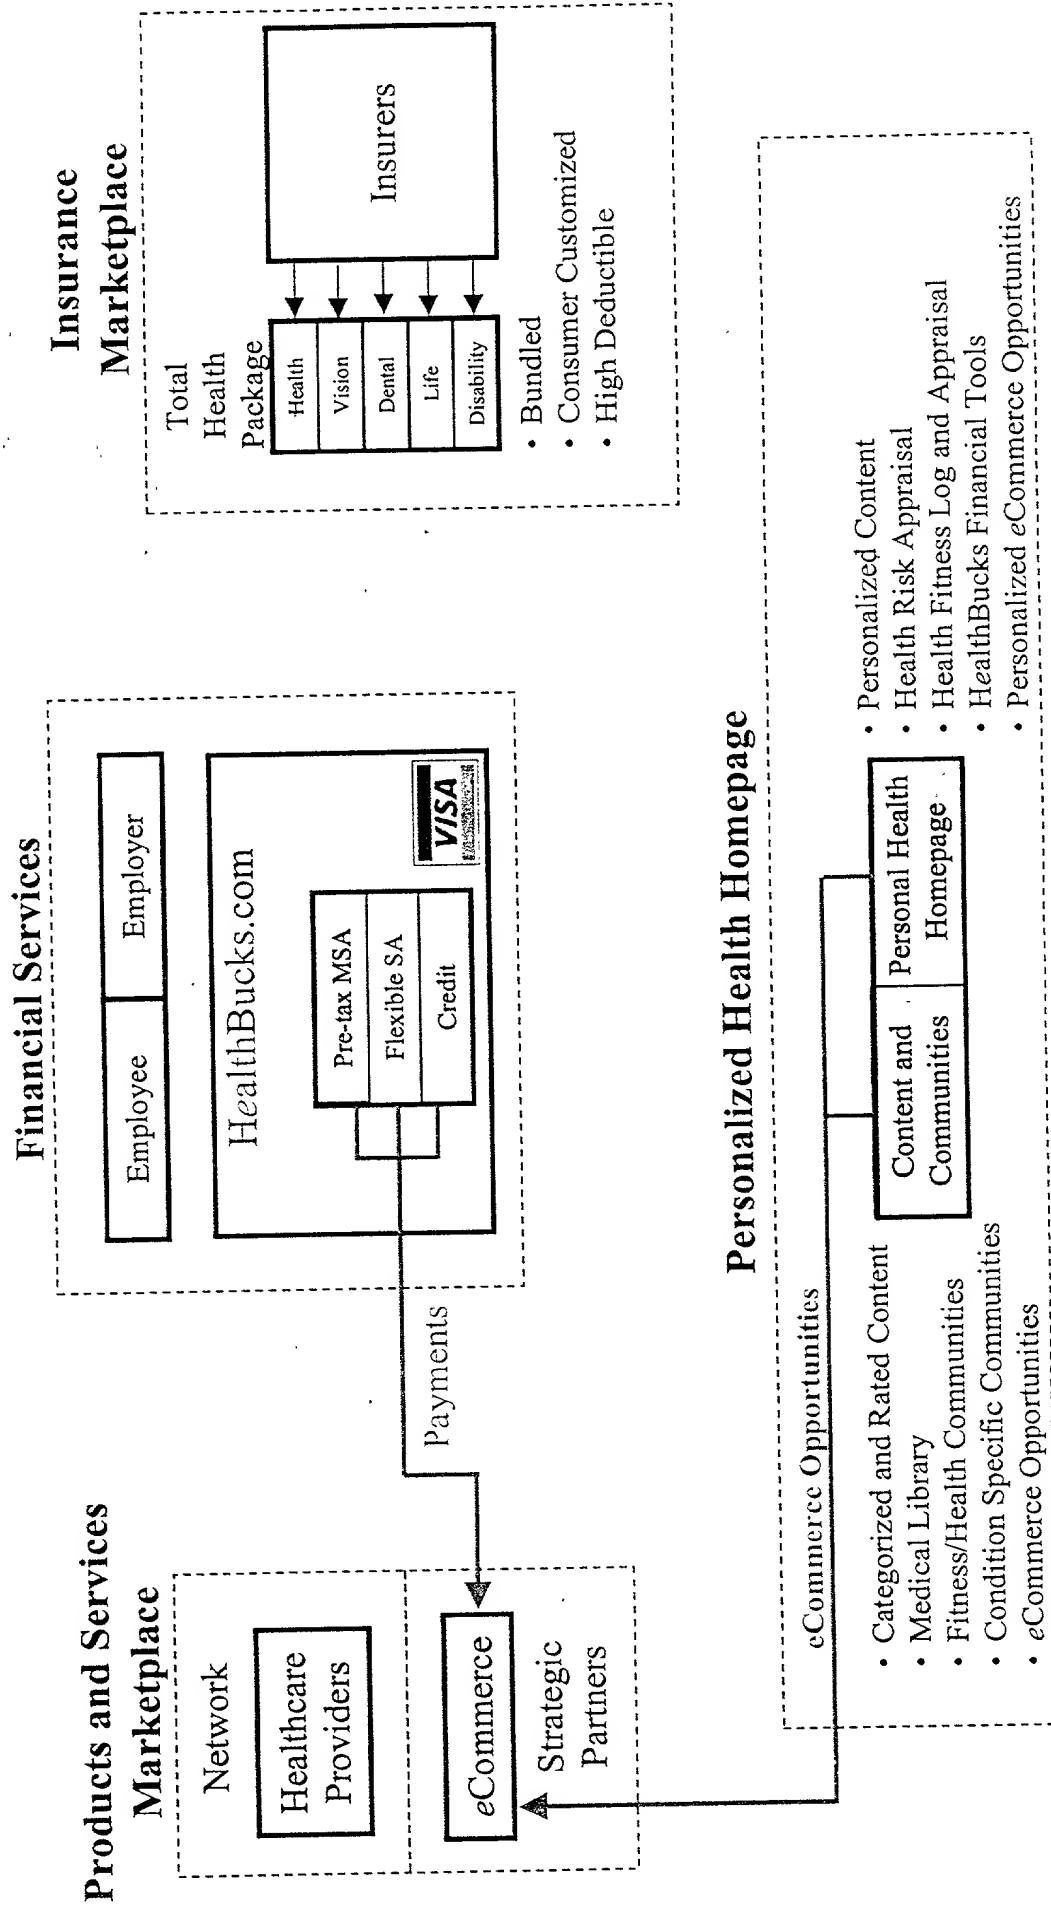 Products and Services
Marketplace
Network
Healthcare
Providers
eCommerce
Strategic
Partners
Payments
Financial Services
Employee
Employer
HealthBucks.com
Pre-tax MSA
Flexible SA
Credit
VISA
Insurance
Marketplace
Total
Health
Package
Health
Vision
Dental
Life
Disability
Insurers
• Bundled
• Consumer Customized
• High Deductible
Personalized Health Homepage
eCommerce Opportunities
• Categorized and Rated Content
• Medical Library
• Fitness/Health Communities
• Condition Specific Communities
• eCommerce Opportunities
Content and
Communities
Personal Health
Homepage
• Personalized Content
• Health Risk Appraisal
• Health Fitness Log and Appraisal
• HealthBucks Financial Tools
• Personalized eCommerce Opportunities